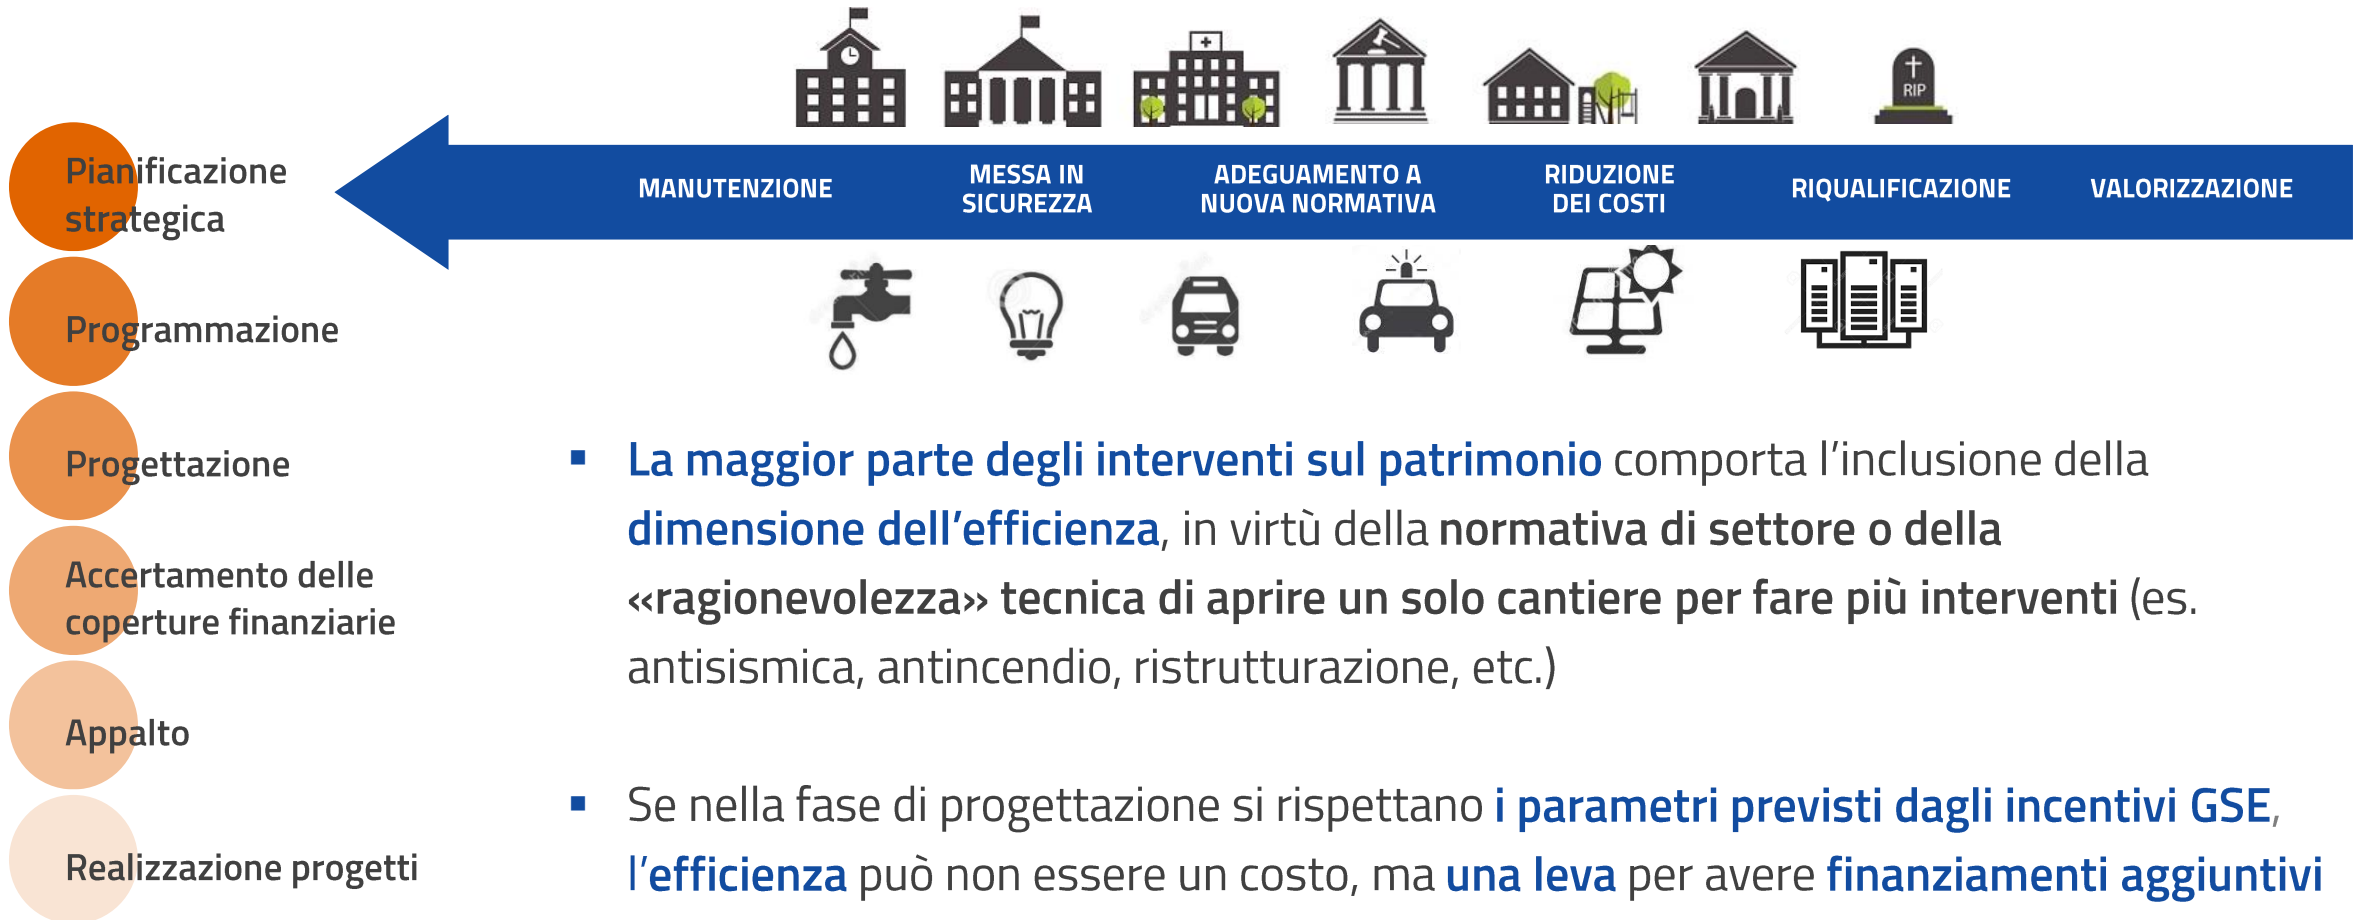 RIP
MANUTENZIONE
MESSA IN
SICUREZZA
ADEGUAMENTO A
NUOVA NORMATIVA
RIDUZIONE
DEI COSTI
RIQUALIFICAZIONE
VALORIZZAZIONE
Pianificazione
strategica
Programmazione
Progettazione
Accertamento delle
coperture finanziarie
Appalto
Realizzazione progetti
▪ La maggior parte degli interventi sul patrimonio comporta l’inclusione della
dimensione dell’efficienza, in virtù della normativa di settore o della
«ragionevolezza» tecnica di aprire un solo cantiere per fare più interventi (es.
antisismica, antincendio, ristrutturazione, etc.)
▪ Se nella fase di progettazione si rispettano i parametri previsti dagli incentivi GSE,
l’efficienza può non essere un costo, ma una leva per avere finanziamenti aggiuntivi